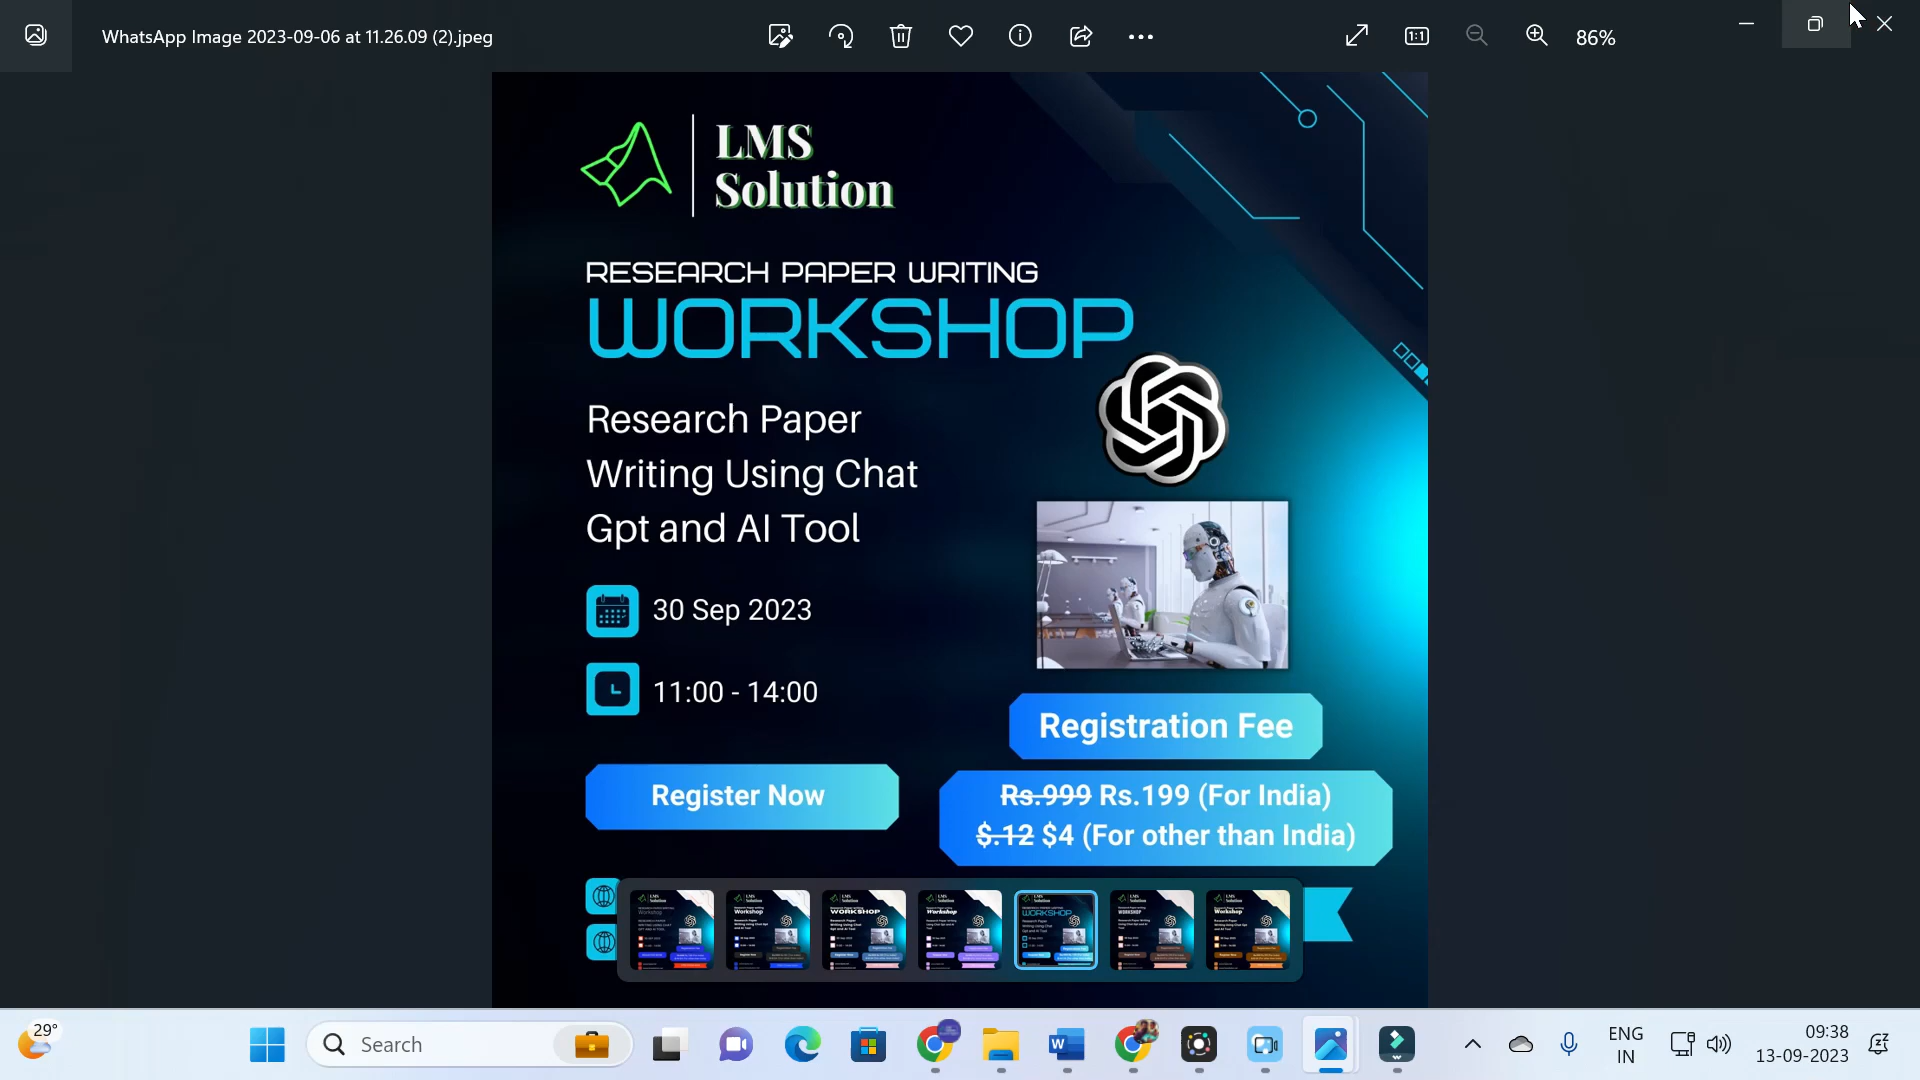 WhatsApp Image 2023-09-06 at 11.26.09 (2).jpeg
86%
LMS
Solution
RESEARCH PAPER WRITING
WORKSHOP
Research Paper
Writing Using Chat
Gpt and AI Tool
30 Sep 2023
11:00 - 14:00
Registration Fee
Register Now
Rs.999 Rs.199 (For India)
$.12 $4 (For other than India)
29°
Search
ENG
IN
09:38
13-09-2023